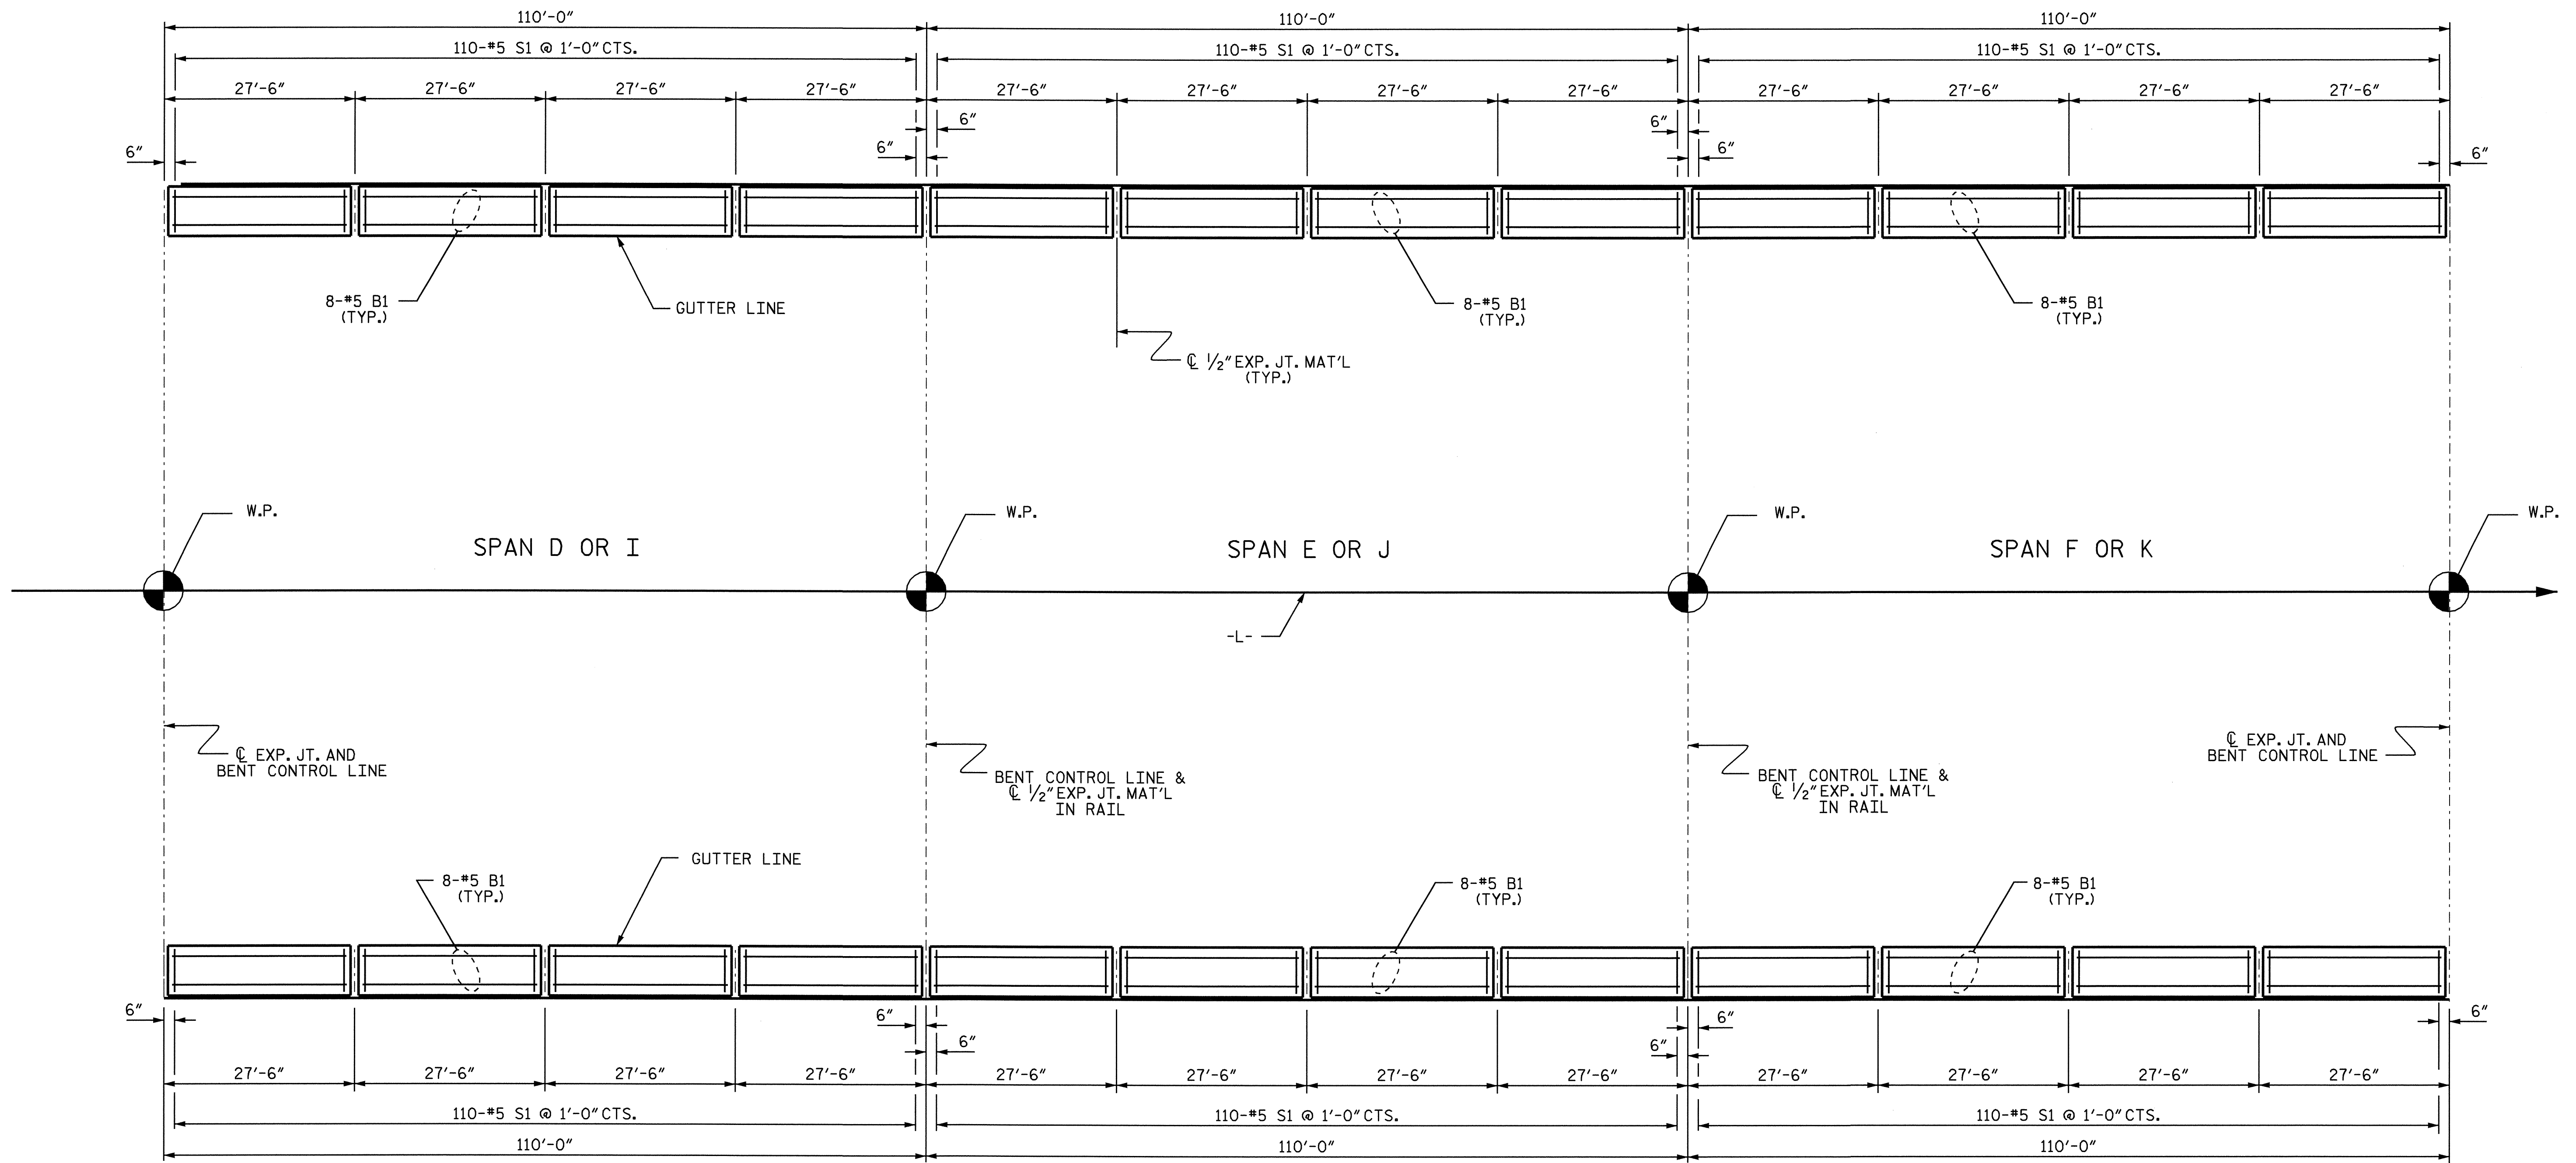 110'-0" 110'-0" 110'-0"
110-#5 S1 @ 1'-0" CTS. 110-#5 S1 @ 1'-0" CTS. 110-#5 S1 @ 1'-0" CTS.
27'-6" 27'-6" 27'-6" 27'-6" 27'-6" 27'-6" 27'-6" 27'-6" 27'-6" 27'-6" 27'-6" 27'-6"
6" 6"
6" 6" 6" 6"
8-#5 B1
(TYP.)
GUTTER LINE
8-#5 B1
(TYP.)
8-#5 B1
(TYP.)
℄ 1/2" EXP. JT. MAT'L
(TYP.)
W.P. W.P. W.P. W.P.
SPAN D OR I SPAN E OR J SPAN F OR K
-L-
℄ EXP. JT. AND
BENT CONTROL LINE
BENT CONTROL LINE &
℄ 1/2" EXP. JT. MAT'L
IN RAIL
BENT CONTROL LINE &
℄ 1/2" EXP. JT. MAT'L
IN RAIL
℄ EXP. JT. AND
BENT CONTROL LINE
GUTTER LINE
8-#5 B1
(TYP.)
8-#5 B1
(TYP.)
8-#5 B1
(TYP.)
6" 6" 6" 6"
6" 6"
27'-6" 27'-6" 27'-6" 27'-6" 27'-6" 27'-6" 27'-6" 27'-6" 27'-6" 27'-6" 27'-6" 27'-6"
110-#5 S1 @ 1'-0" CTS. 110-#5 S1 @ 1'-0" CTS. 110-#5 S1 @ 1'-0" CTS.
110'-0" 110'-0" 110'-0"